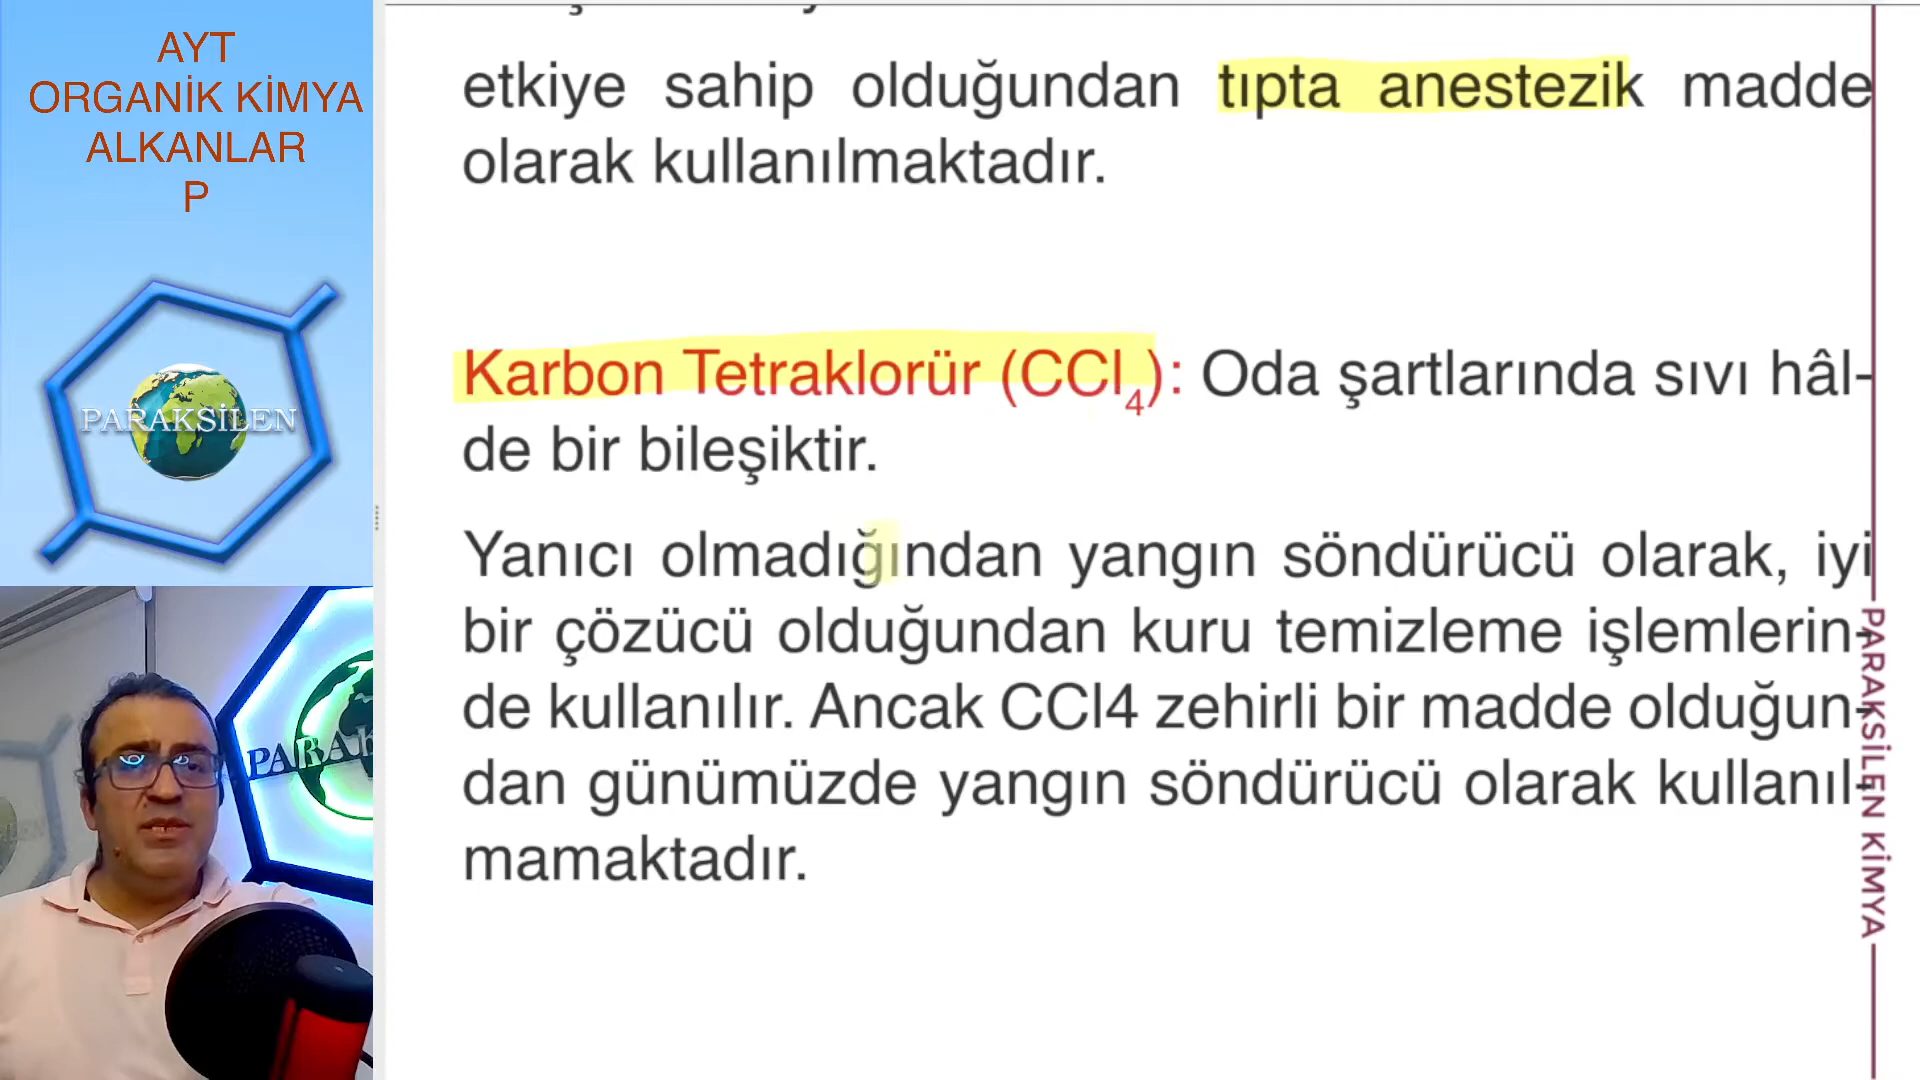 AYT
ORGANİK KİMYA
ALKANLAR
P
PARAKSİLEN
PARAK
etkiye sahip olduğundan tıpta anestezik madde
olarak kullanılmaktadır.
Karbon Tetraklorür (CCl4): Oda şartlarında sıvı hâl-
de bir bileşiktir.
Yanıcı olmadığından yangın söndürücü olarak, iyi
bir çözücü olduğundan kuru temizleme işlemlerin-
de kullanılır. Ancak CCl4 zehirli bir madde olduğun-
dan günümüzde yangın söndürücü olarak kullanıl-
mamaktadır.
PARAKSİLEN KİMYA